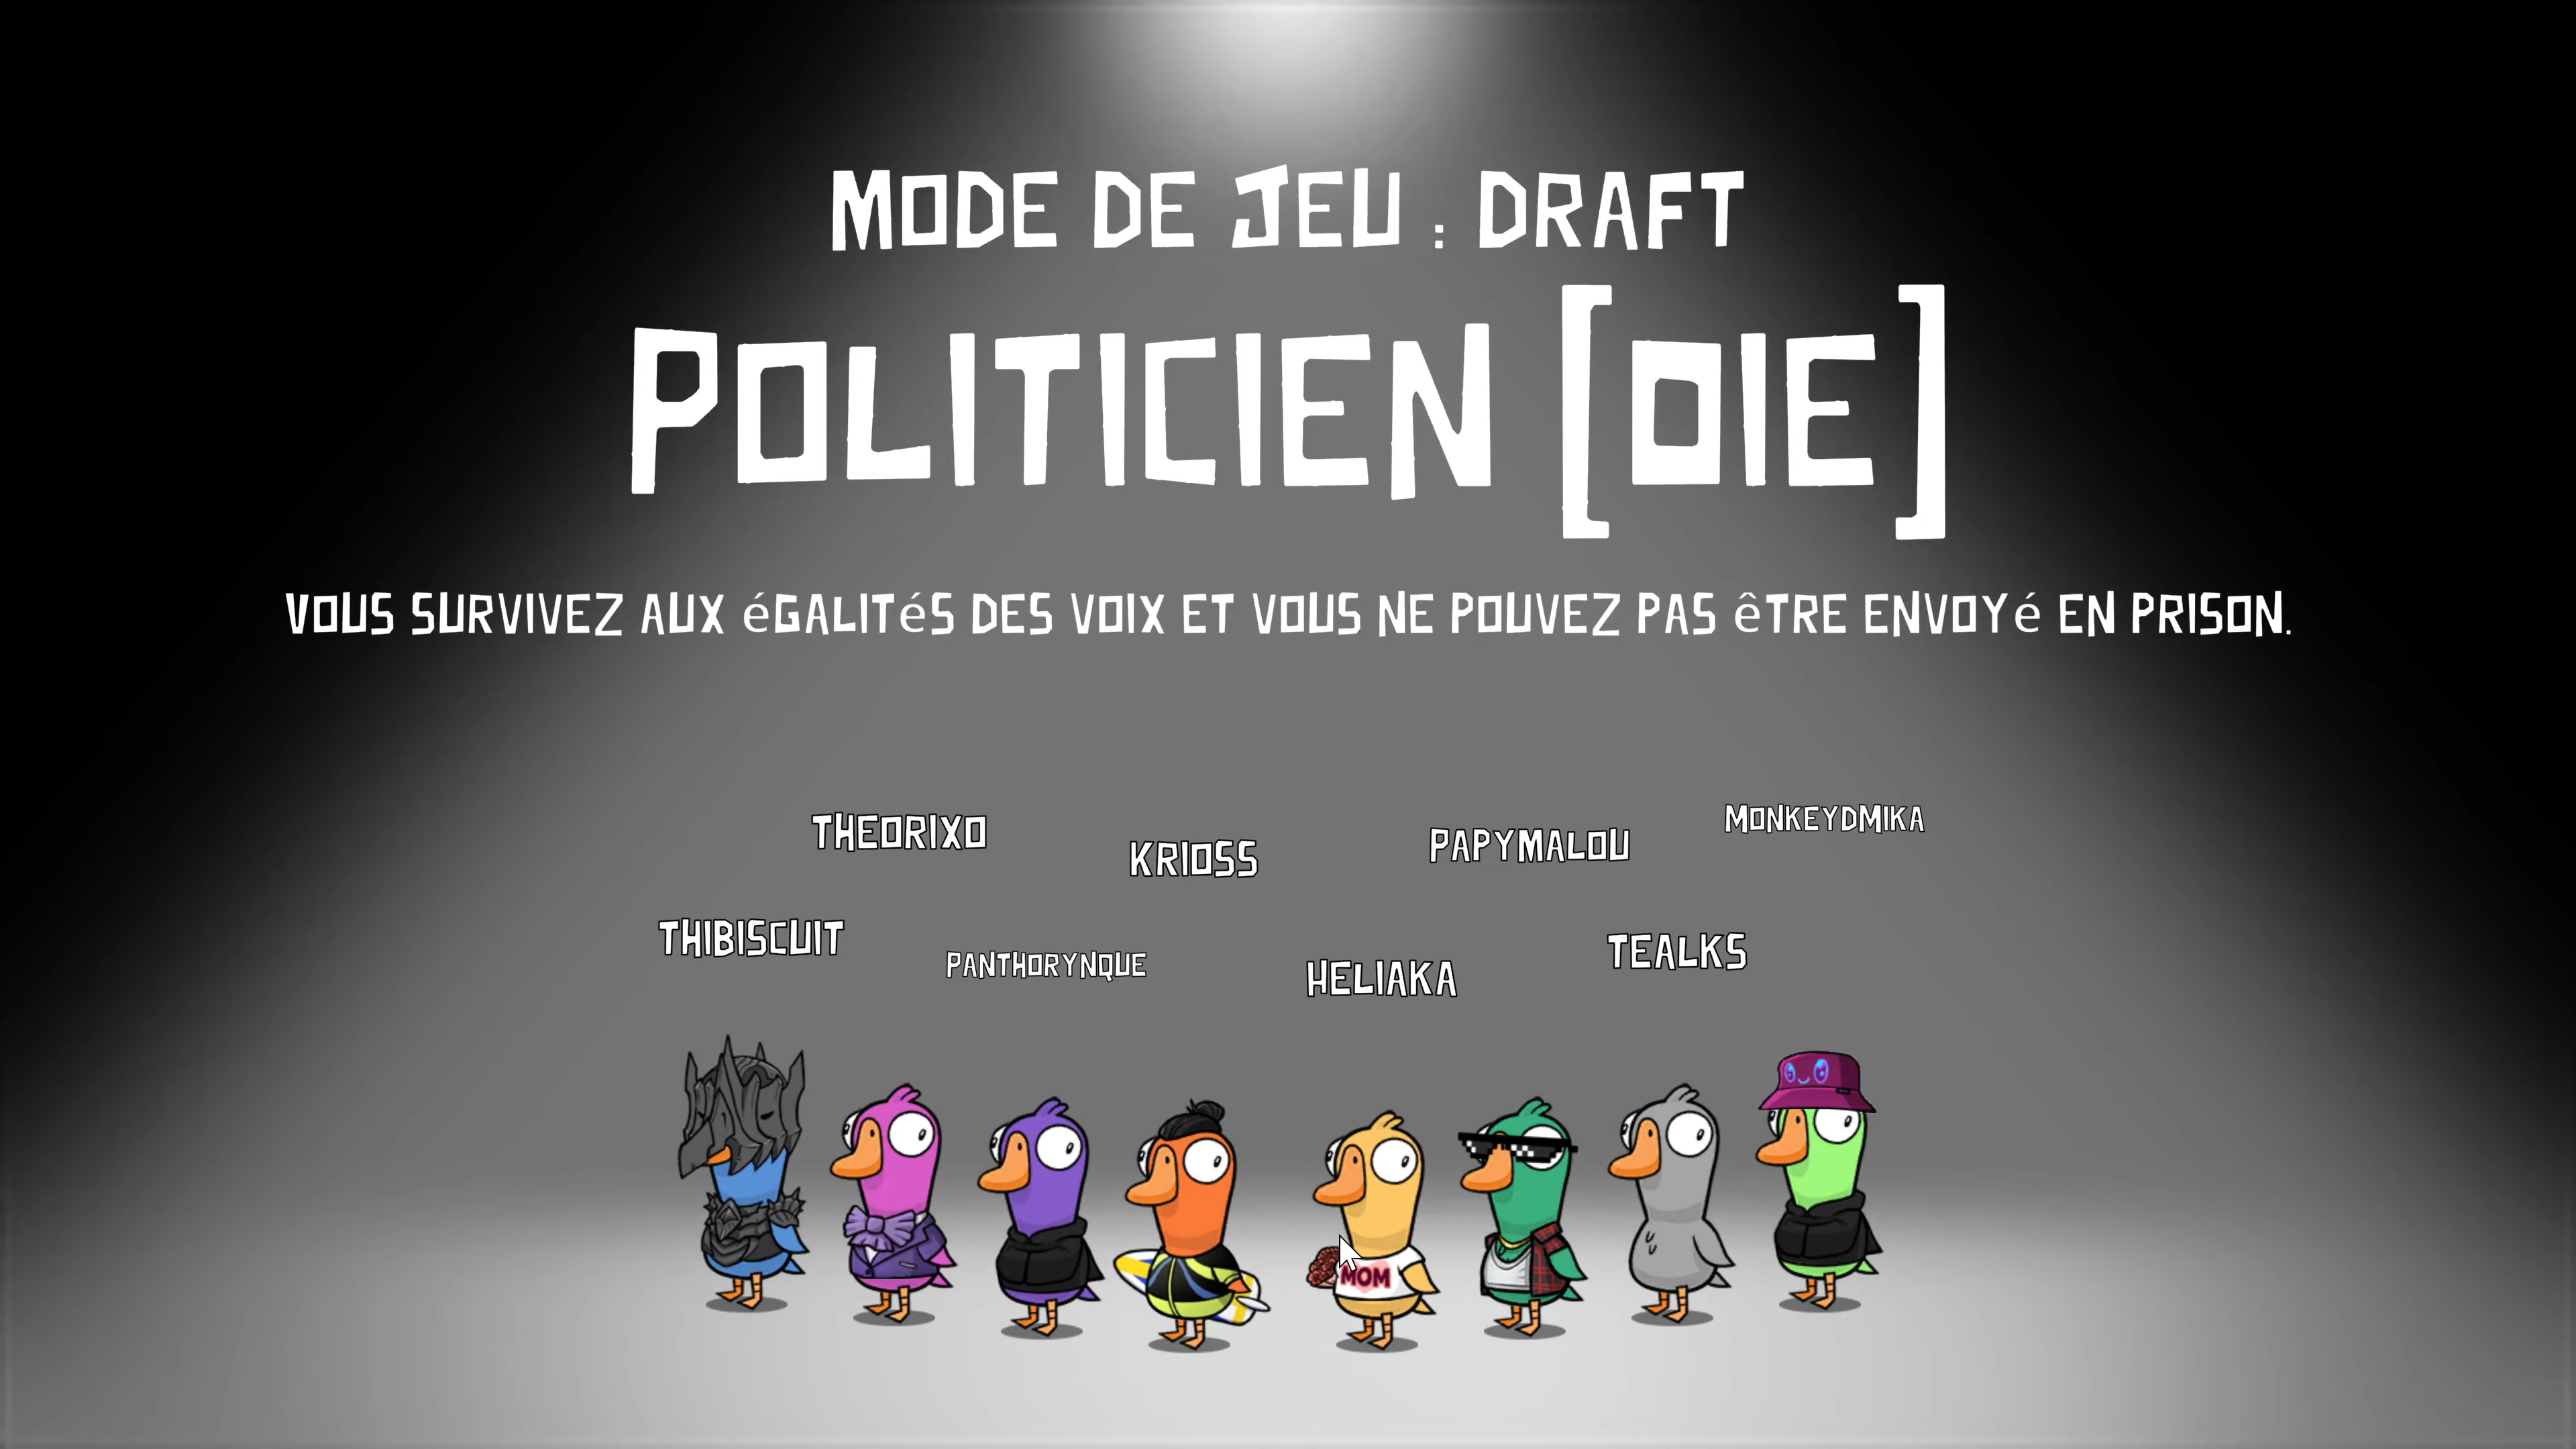 MODE DE JEU : DRAFT
POLITICIEN [OIE]
VOUS SURVIVEZ AUX éGALITéS DES VOIX ET VOUS NE POUVEZ PAS êTRE ENVOYé EN PRISON.
THEORIXO
KRIOSS
PAPYMALOU
MONKEYDMIKA
THIBISCUIT
PANTHORYNQUE
HELIAKA
TEALKS
MOM